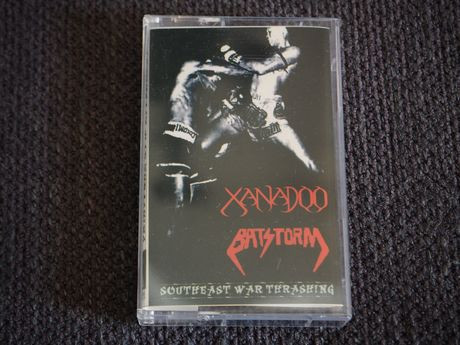 XANADOO
BATSTORM
SOUTHEAST WAR THRASHING